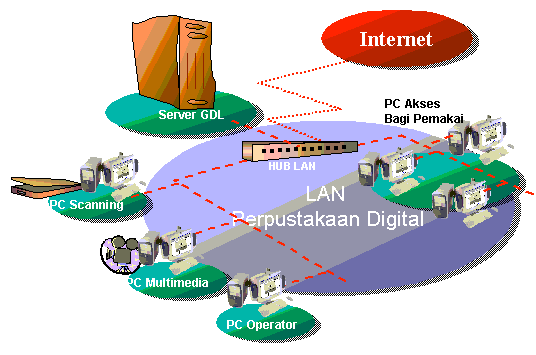 Internet
Server GDL
PC Akses
Bagi Pemakai
HUB LAN
PC Scanning
LAN
Perpustakaan Digital
PC Multimedia
PC Operator